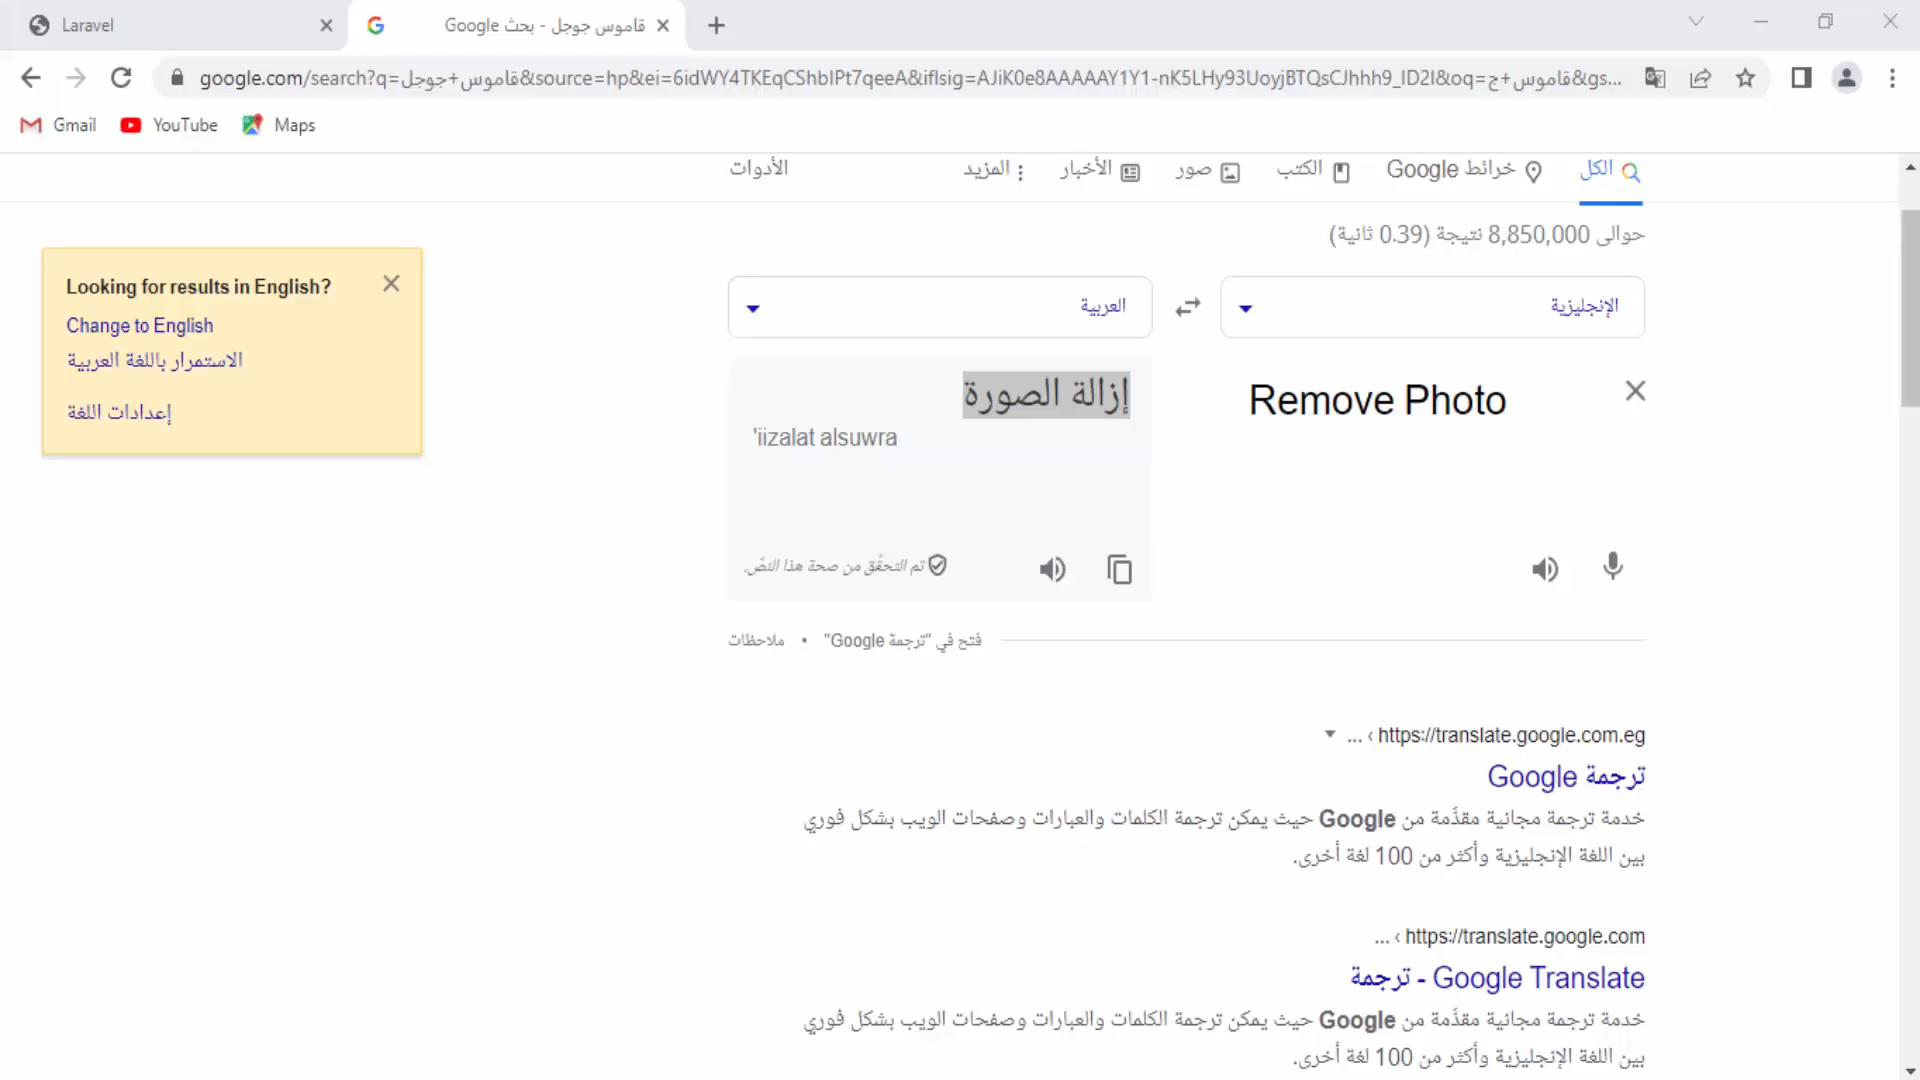 Laravel
قاموس جوجل - بحث Google
google.com/search?q=قاموس+جوجل&source=hp&ei=6idWY4TKEqCShbIPt7qeeA&iflsig=AJiK0e8AAAAAY1Y1-nK5LHy93UoyjBTQsCJhhh9_ID2I&oq=قاموس+ج&gs...
Gmail
YouTube
Maps
الكل
خرائط Google
الكتب
صور
الأخبار
المزيد
الأدوات
حوالى 8,850,000 نتيجة (0.39 ثانية)
Looking for results in English?
Change to English
الاستمرار باللغة العربية
إعدادات اللغة
الإنجليزية
العربية
Remove Photo
إزالة الصورة
'iizalat alsuwra
تم التحقّق من صحة هذا النصّ.
فتح في "ترجمة Google" • ملاحظات
https://translate.google.com.eg › ...
ترجمة Google
خدمة ترجمة مجانية مقدَّمة من Google حيث يمكن ترجمة الكلمات والعبارات وصفحات الويب بشكل فوري
بين اللغة الإنجليزية وأكثر من 100 لغة أخرى.
https://translate.google.com › ...
Google Translate - ترجمة
خدمة ترجمة مجانية مقدَّمة من Google حيث يمكن ترجمة الكلمات والعبارات وصفحات الويب بشكل فوري
بين اللغة الإنجليزية وأكثر من 100 لغة أخرى.